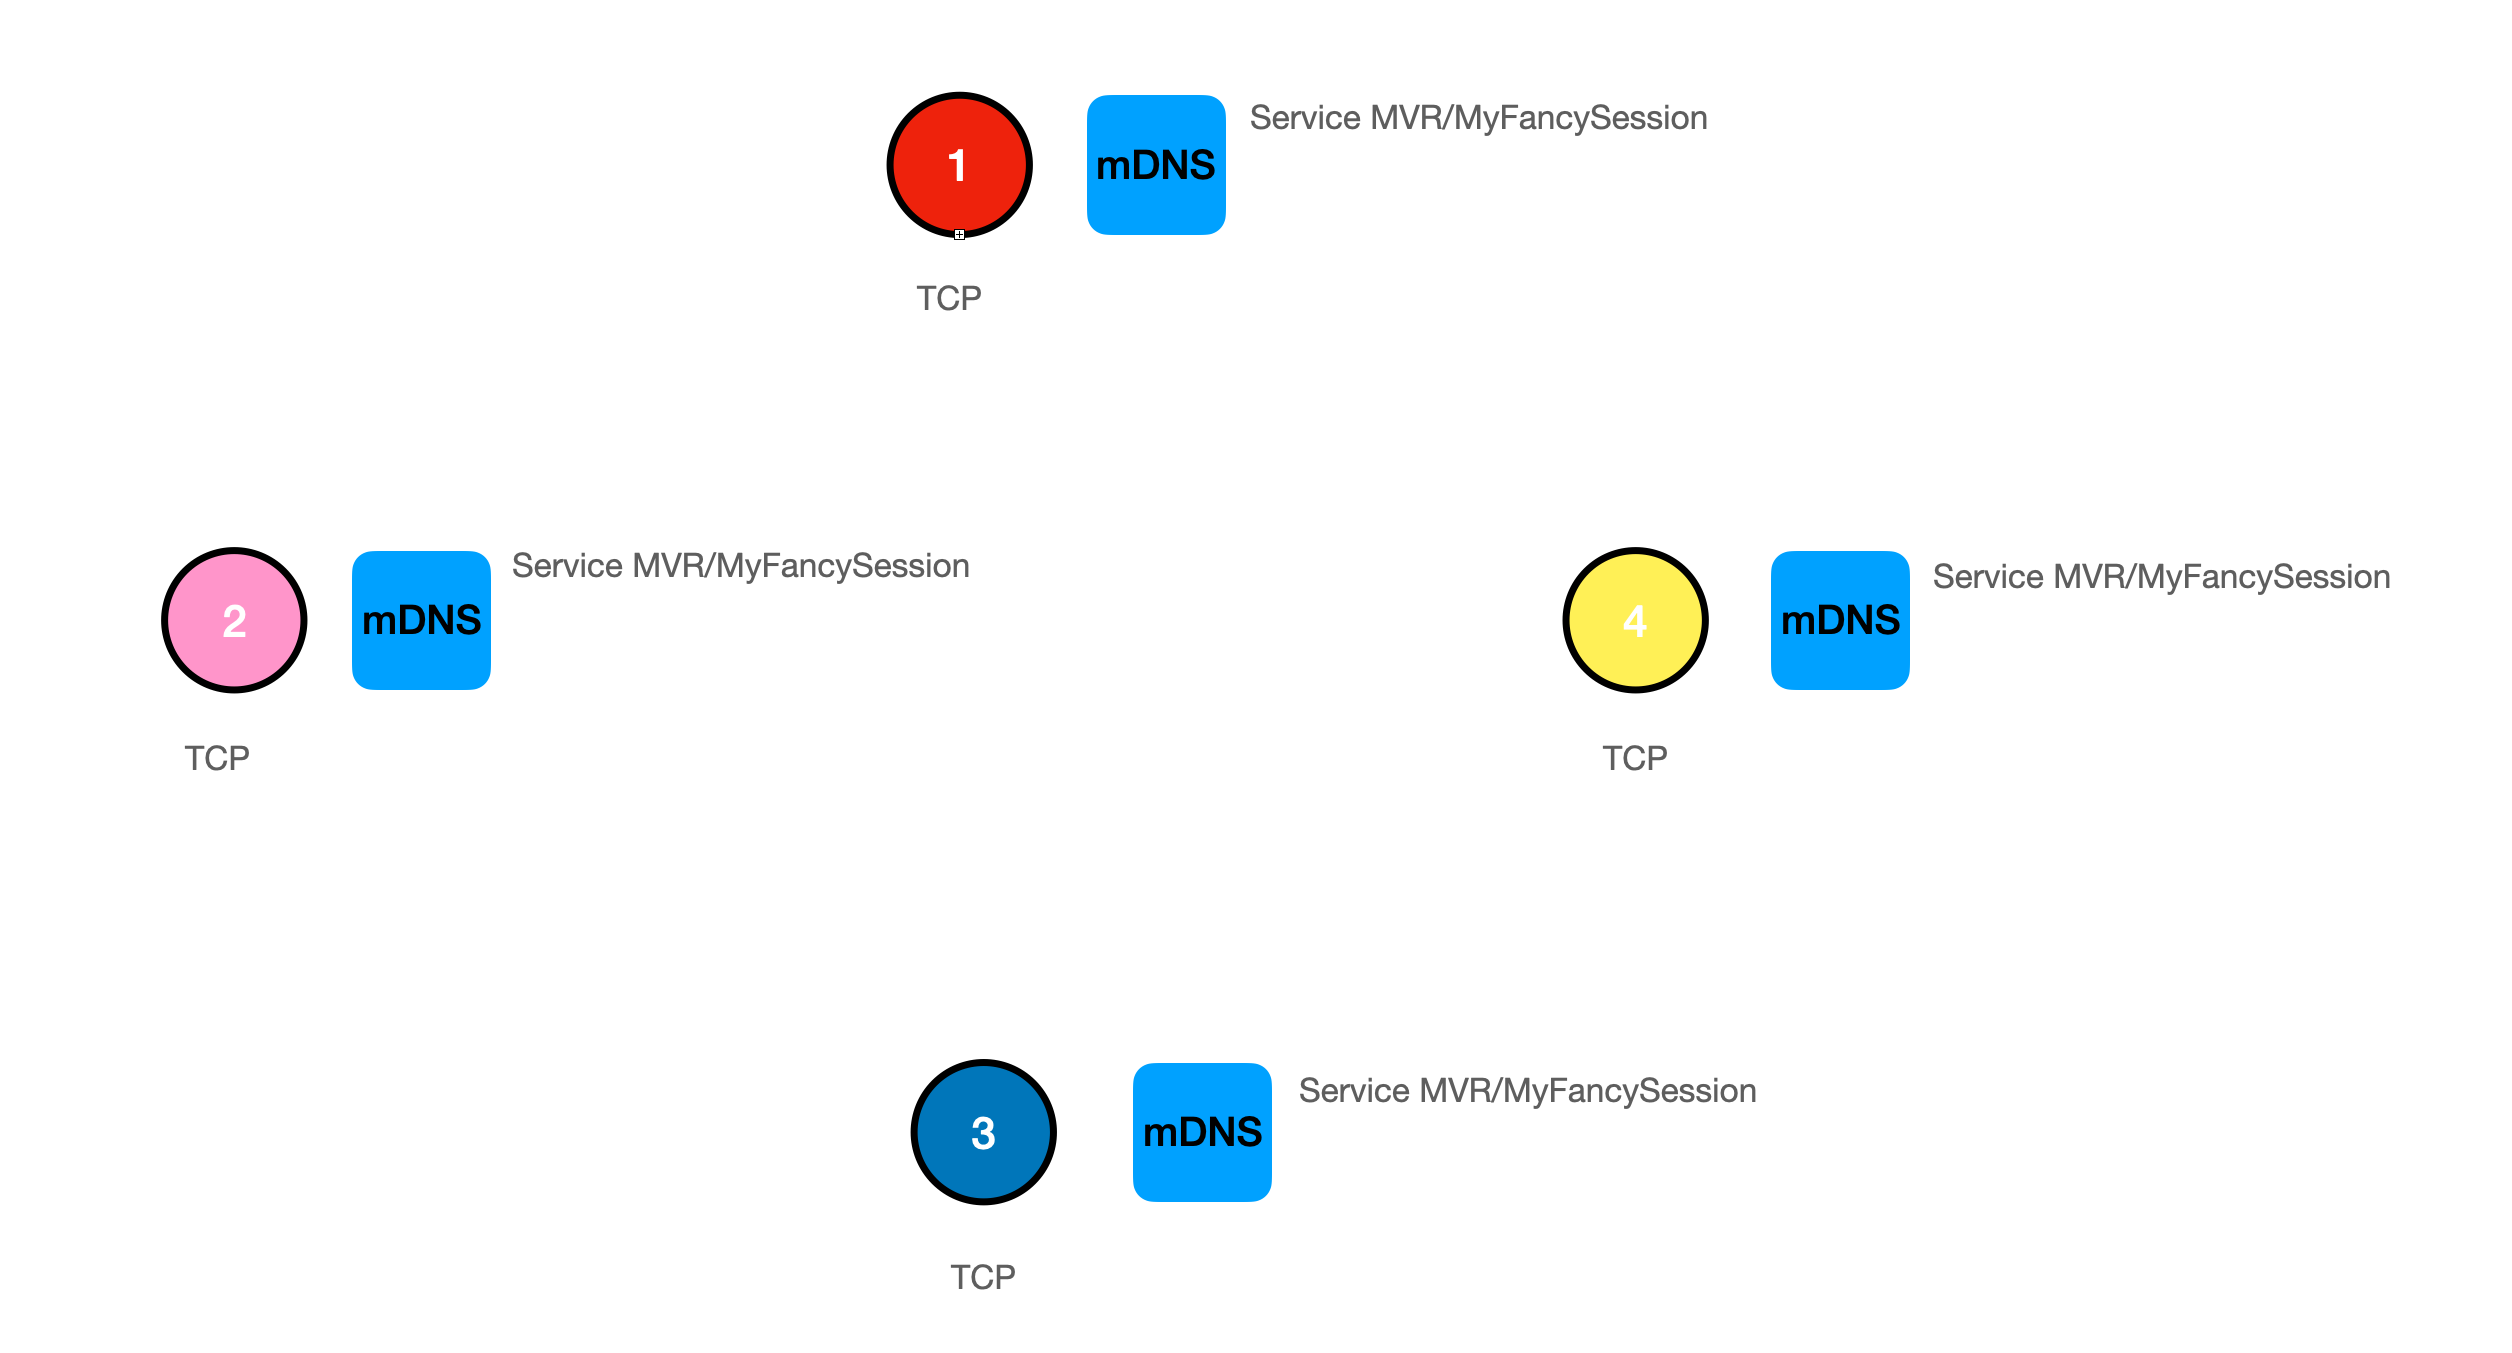 1
mDNS
Service MVR/MyFancySession
TCP
2
mDNS
Service MVR/MyFancySession
TCP
4
mDNS
Service MVR/MyFancySession
TCP
3
mDNS
Service MVR/MyFancySession
TCP